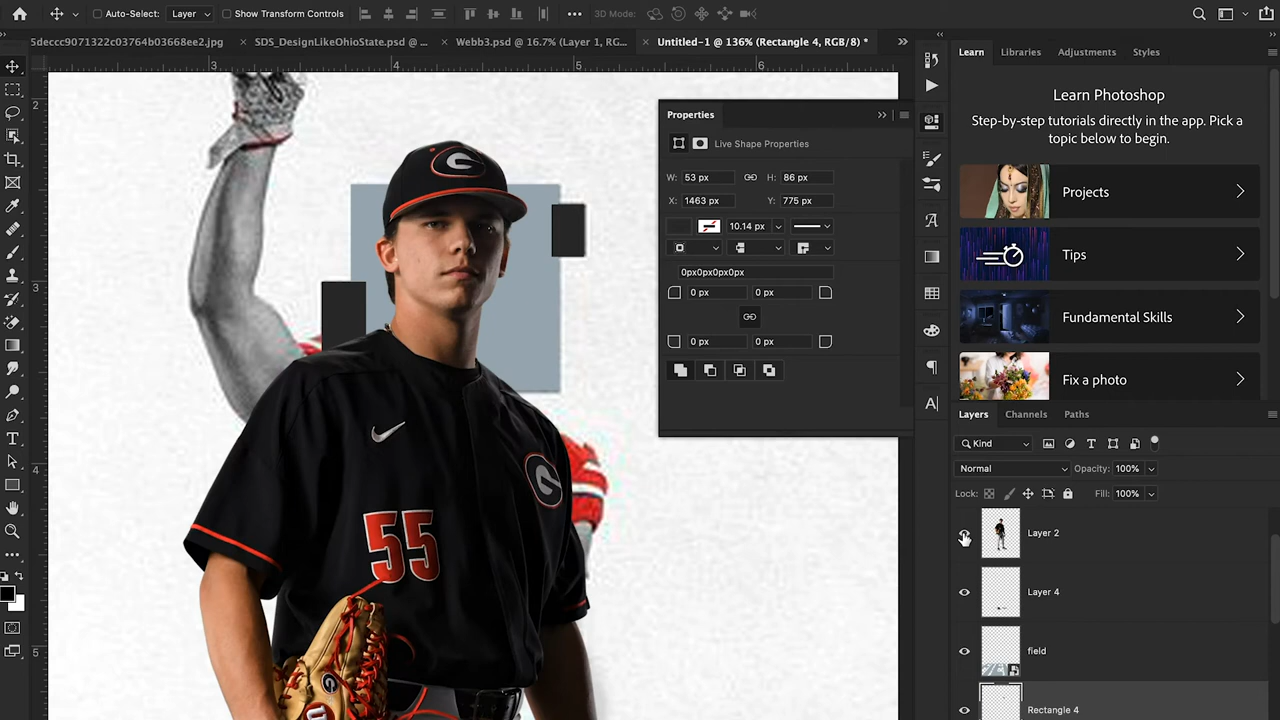 Auto-Select: Layer Show Transform Controls 3D Mode:
5deccc9071322c03764b03668ee2.jpg SDS_DesignLikeOhioState.psd @ ... Webb3.psd @ 16.7% (Layer 1, RG... Untitled-1 @ 136% (Rectangle 4, RGB/8) *
3 4 5 6
2
3
4
5
G
G
55
G
Properties
Live Shape Properties
W: 53 px H: 86 px
X: 1463 px Y: 775 px
10.14 px
0px0px0px0px
0 px 0 px
0 px 0 px
Learn Libraries Adjustments Styles
Learn Photoshop
Step-by-step tutorials directly in the app. Pick a
topic below to begin.
Projects
Tips
Fundamental Skills
Fix a photo
Layers Channels Paths
Kind
Normal Opacity: 100%
Lock: Fill: 100%
Layer 2
Layer 4
field
Rectangle 4